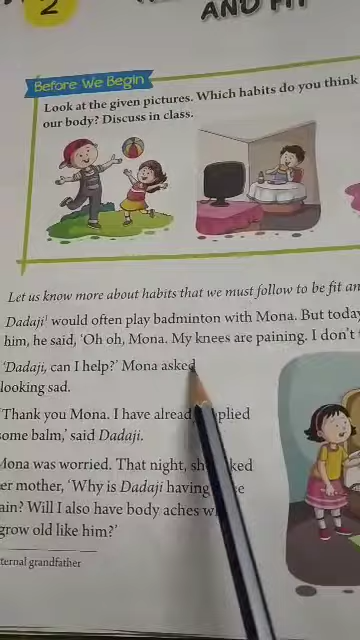 2
AND FIT
Before We Begin
Look at the given pictures. Which habits do you think
our body? Discuss in class.
Let us know more about habits that we must follow to be fit an
Dadaji¹ would often play badminton with Mona. But today
him, he said, ‘Oh oh, Mona. My knees are paining. I don't
‘Dadaji, can I help?’ Mona asked
looking sad.
‘Thank you Mona. I have alread plied
some balm,’ said Dadaji.
Mona was worried. That night, sh ked
er mother, ‘Why is Dadaji having
ain? Will I also have body aches w
grow old like him?’
ternal grandfather